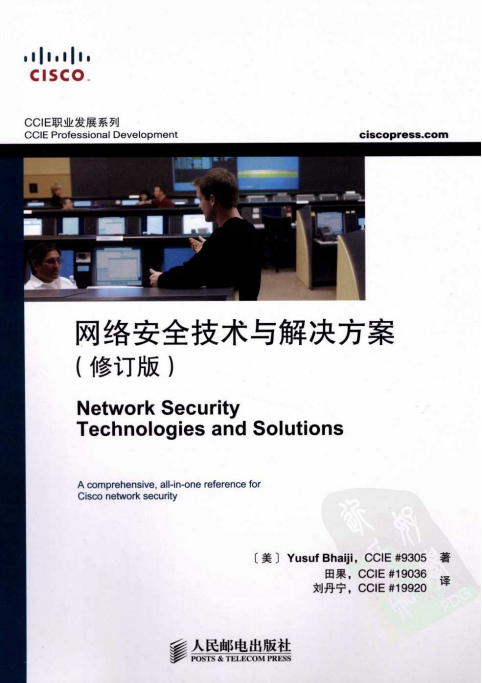 CISCO
CCIE职业发展系列
CCIE Professional Development
ciscopress.com
网络安全技术与解决方案
（修订版）
Network Security
Technologies and Solutions
A comprehensive, all-in-one reference for
Cisco network security
〔美〕Yusuf Bhaiji，CCIE #9305 著
田果，CCIE #19036
刘丹宁，CCIE #19920 译
PDG
人民邮电出版社
POSTS & TELECOM PRESS